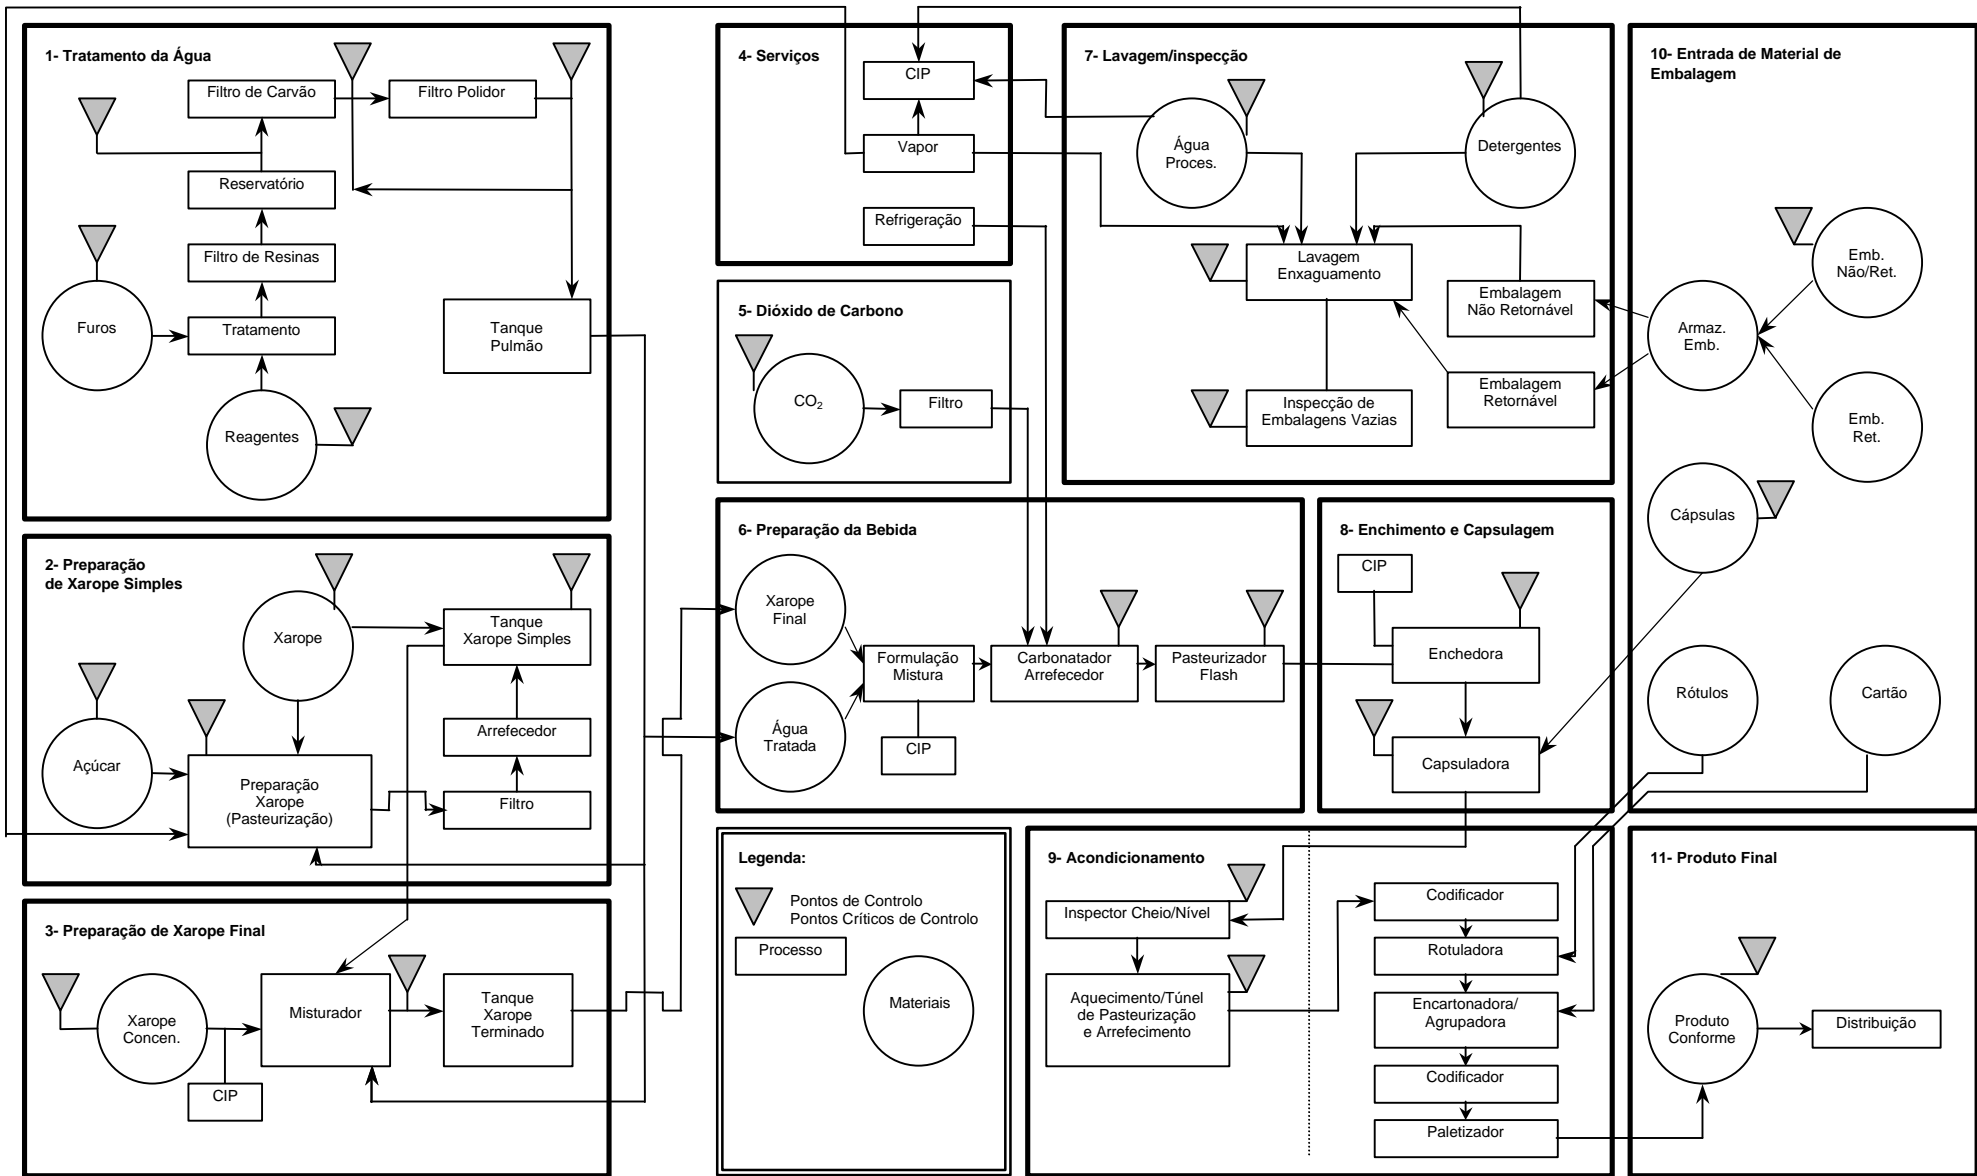 1- Tratamento da Água
Filtro de Carvão
Filtro Polidor
Reservatório
Filtro de Resinas
Furos
Tratamento
Tanque
Pulmão
Reagentes
2- Preparação
de Xarope Simples
Xarope
Tanque
Xarope Simples
Açúcar
Arrefecedor
Preparação
Xarope
(Pasteurização)
Filtro
3- Preparação de Xarope Final
Xarope
Concen.
Misturador
Tanque
Xarope
Terminado
CIP
4- Serviços
CIP
Vapor
Refrigeração
5- Dióxido de Carbono
CO₂
Filtro
6- Preparação da Bebida
Xarope
Final
Formulação
Mistura
Carbonatador
Arrefecedor
Pasteurizador
Flash
Água
Tratada
CIP
Legenda:
Pontos de Controlo
Pontos Críticos de Controlo
Processo
Materiais
7- Lavagem/inspecção
Água
Proces.
Detergentes
Lavagem
Enxaguamento
Embalagem
Não Retornável
Embalagem
Retornável
Inspecção de
Embalagens Vazias
8- Enchimento e Capsulagem
CIP
Enchedora
Capsuladora
9- Acondicionamento
Inspector Cheio/Nível
Aquecimento/Túnel
de Pasteurização
e Arrefecimento
Codificador
Rotuladora
Encartonadora/
Agrupadora
Codificador
Paletizador
10- Entrada de Material de
Embalagem
Emb.
Não/Ret.
Armaz.
Emb.
Emb.
Ret.
Cápsulas
Rótulos
Cartão
11- Produto Final
Produto
Conforme
Distribuição